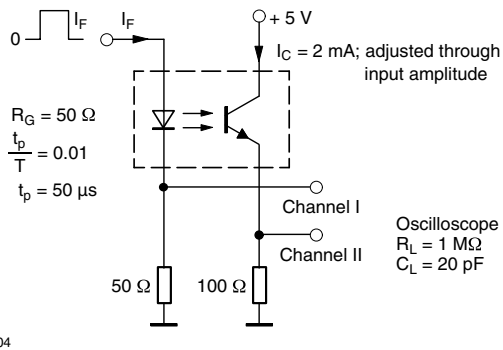 0
I_F
I_F
+ 5 V
I_C = 2 mA; adjusted through
input amplitude
R_G = 50 Ω
t_p
T
= 0.01
t_p = 50 μs
Channel I
Channel II
Oscilloscope
R_L = 1 MΩ
C_L = 20 pF
50 Ω
100 Ω
04